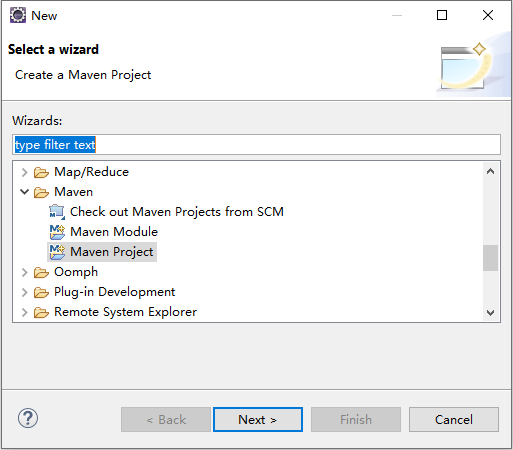 New
Select a wizard
Create a Maven Project
Wizards:
type filter text
Map/Reduce
Maven
Check out Maven Projects from SCM
Maven Module
Maven Project
Oomph
Plug-in Development
Remote System Explorer
< Back
Next >
Finish
Cancel